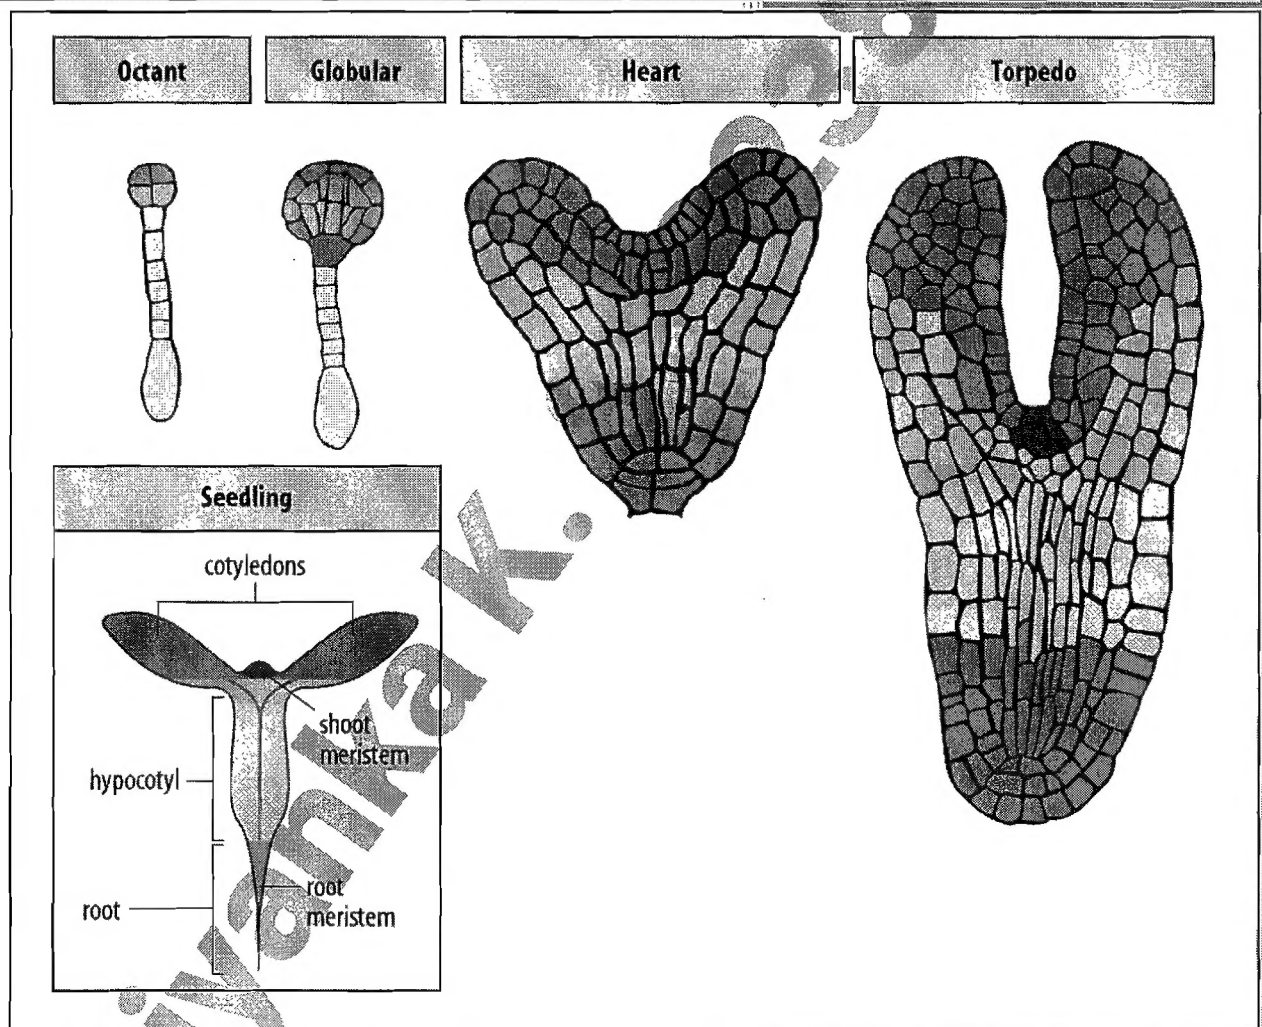 Octant
Globular
Heart
Torpedo
Seedling
cotyledons
shoot
meristem
hypocotyl
root
meristem
root